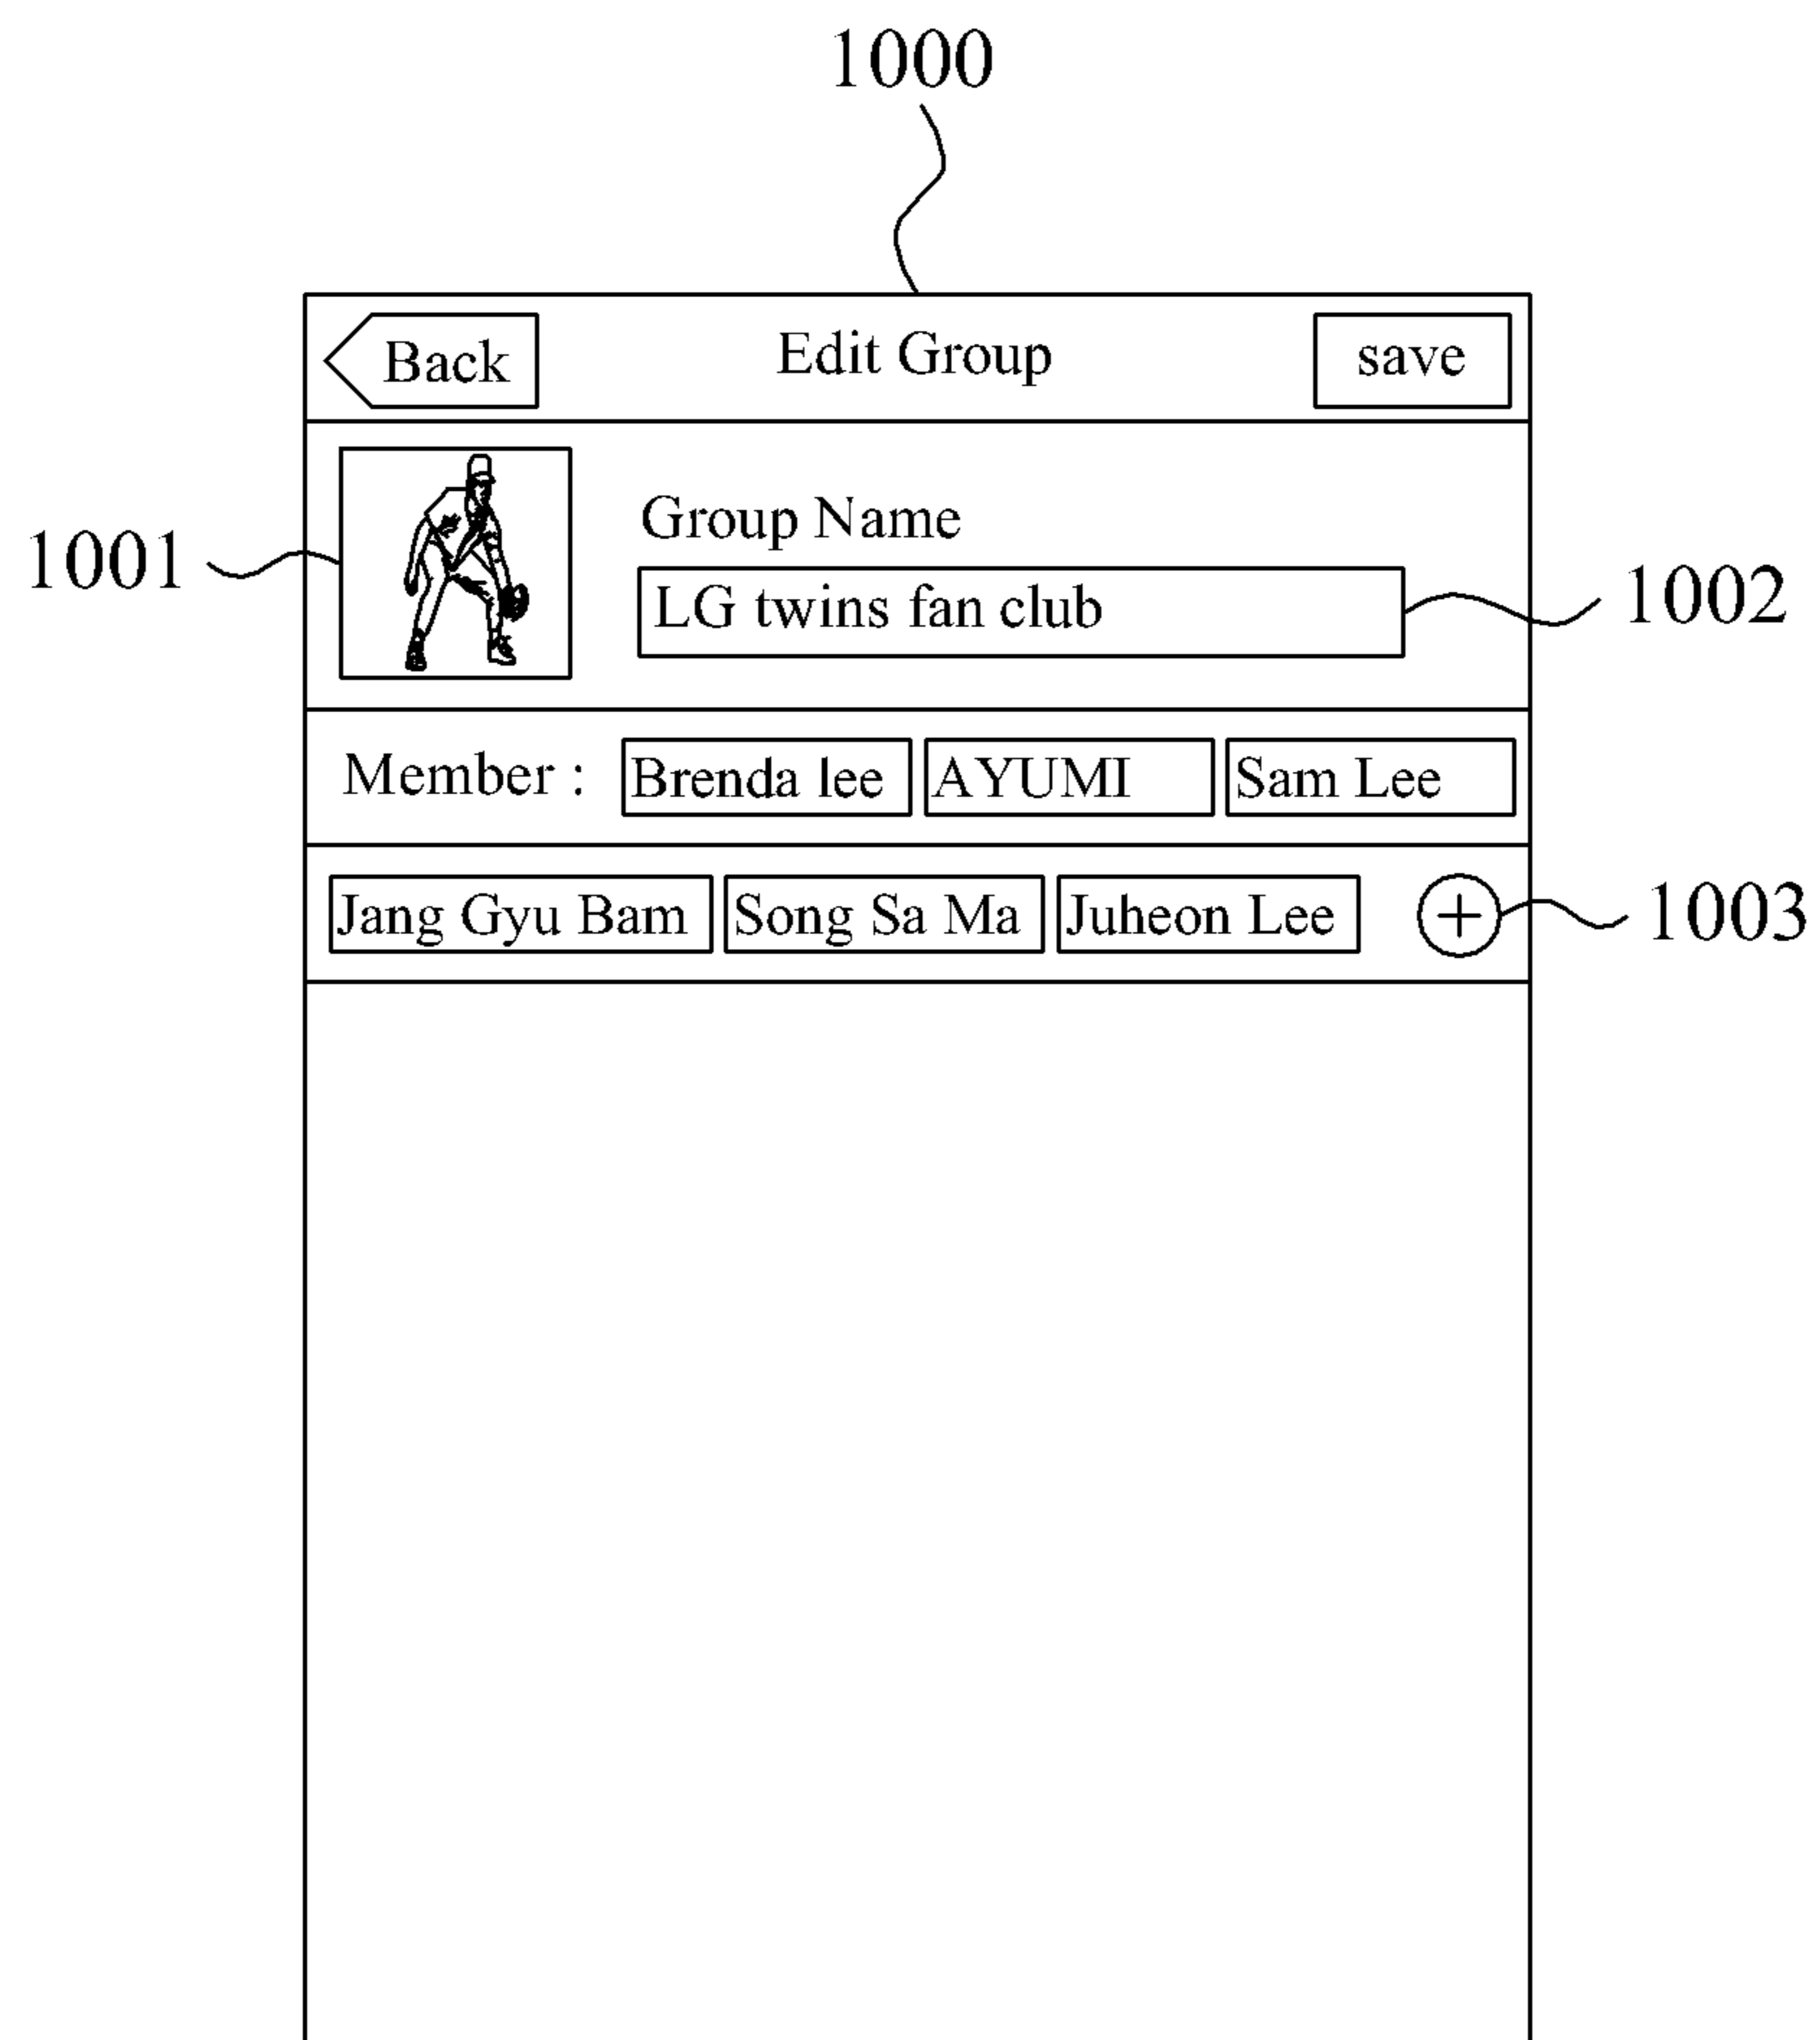 1000
Back Edit Group save
1001
Group Name
LG twins fan club
1002
Member : Brenda lee AYUMI Sam Lee
Jang Gyu Bam Song Sa Ma Juheon Lee + 1003